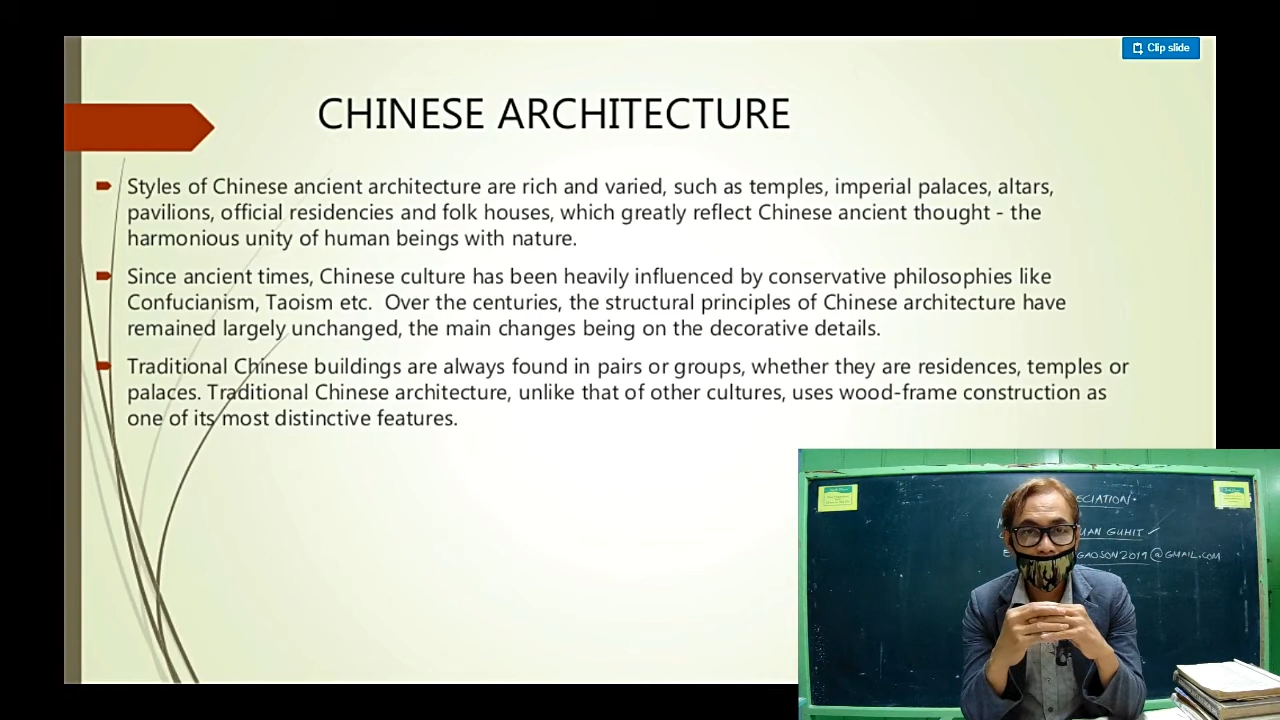 Clip slide
CHINESE ARCHITECTURE
Styles of Chinese ancient architecture are rich and varied, such as temples, imperial palaces, altars,
pavilions, official residencies and folk houses, which greatly reflect Chinese ancient thought - the
harmonious unity of human beings with nature.
Since ancient times, Chinese culture has been heavily influenced by conservative philosophies like
Confucianism, Taoism etc.  Over the centuries, the structural principles of Chinese architecture have
remained largely unchanged, the main changes being on the decorative details.
Traditional Chinese buildings are always found in pairs or groups, whether they are residences, temples or
palaces. Traditional Chinese architecture, unlike that of other cultures, uses wood-frame construction as
one of its most distinctive features.
ECIATION.
UAN GUHIT
GAOSON2019@GMAIL.COM